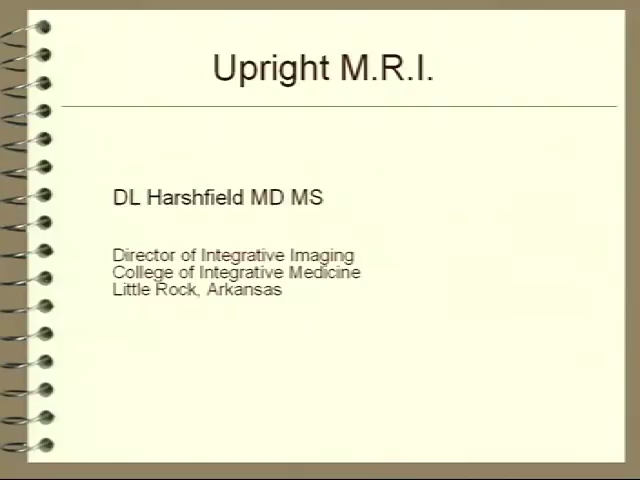 Upright M.R.I.
DL Harshfield MD MS
Director of Integrative Imaging
College of Integrative Medicine
Little Rock, Arkansas